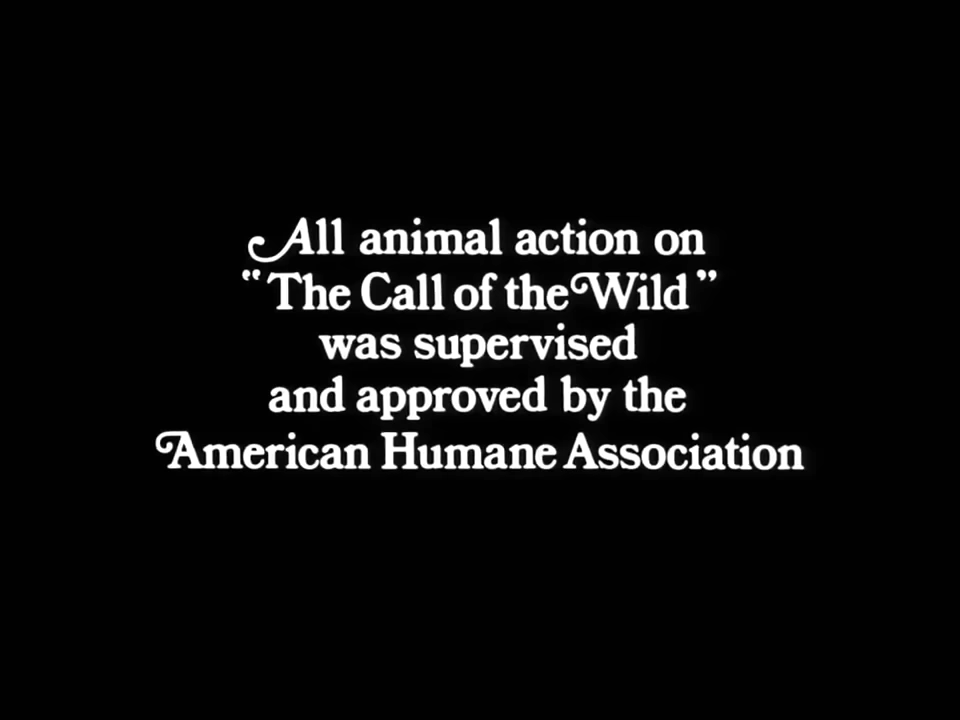 All animal action on
“The Call of the Wild”
was supervised
and approved by the
American Humane Association